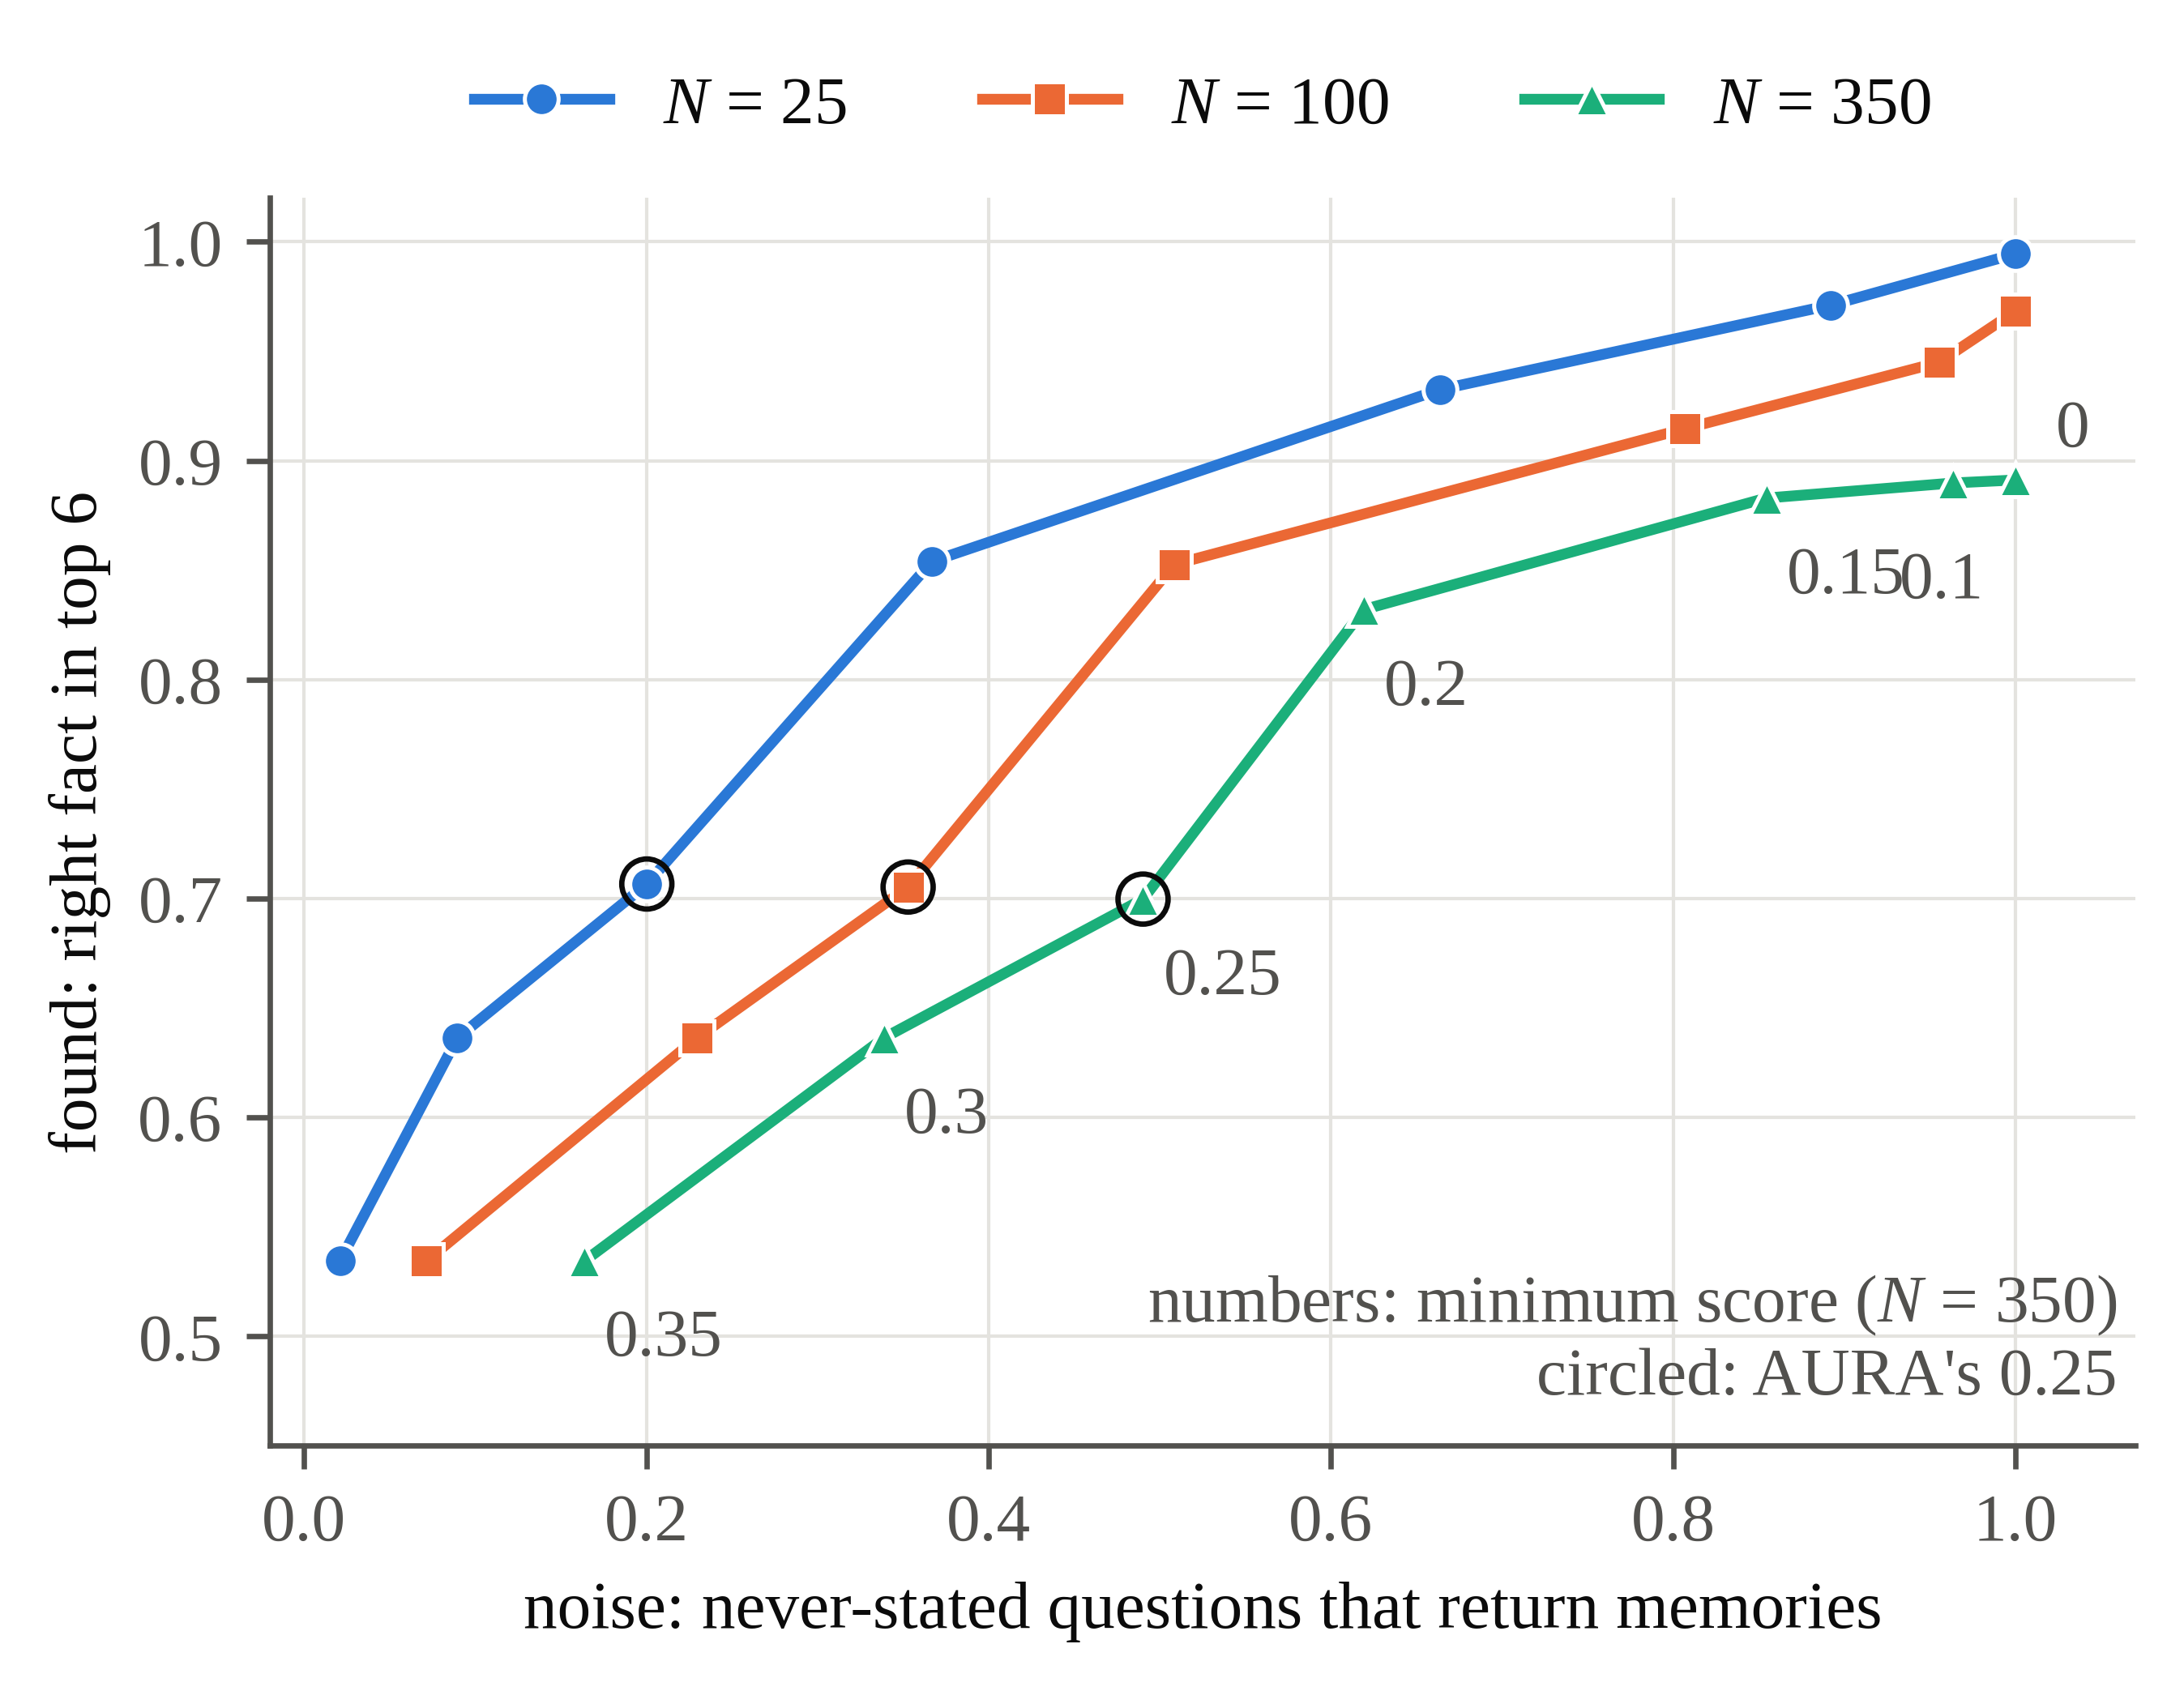 N = 25 N = 100 N = 350
1.0
0.9
0.8
0.7
0.6
0.5
found: right fact in top 6
0
0.15 0.1
0.2
0.25
0.3
0.35
numbers: minimum score (N = 350)
circled: AURA's 0.25
0.0 0.2 0.4 0.6 0.8 1.0
noise: never-stated questions that return memories